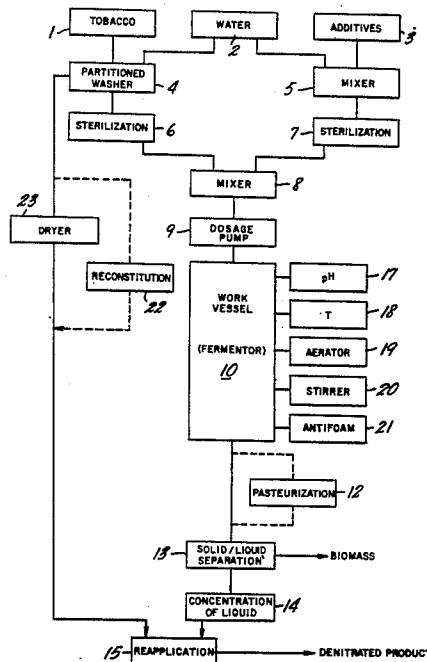 TOBACCO
1
WATER
2
ADDITIVES
3
PARTITIONED
WASHER
4
MIXER
5
STERILIZATION
6
STERILIZATION
7
MIXER
8
23
DRYER
DOSAGE
PUMP
9
RECONSTITUTION
22
WORK
VESSEL
(FERMENTOR)
10
pH
17
T
18
AERATOR
19
STIRRER
20
ANTIFOAM
21
PASTEURIZATION
12
13
SOLID/LIQUID
SEPARATION
BIOMASS
CONCENTRATION
OF LIQUID
14
15
REAPPLICATION
DENITRATED PRODUCT